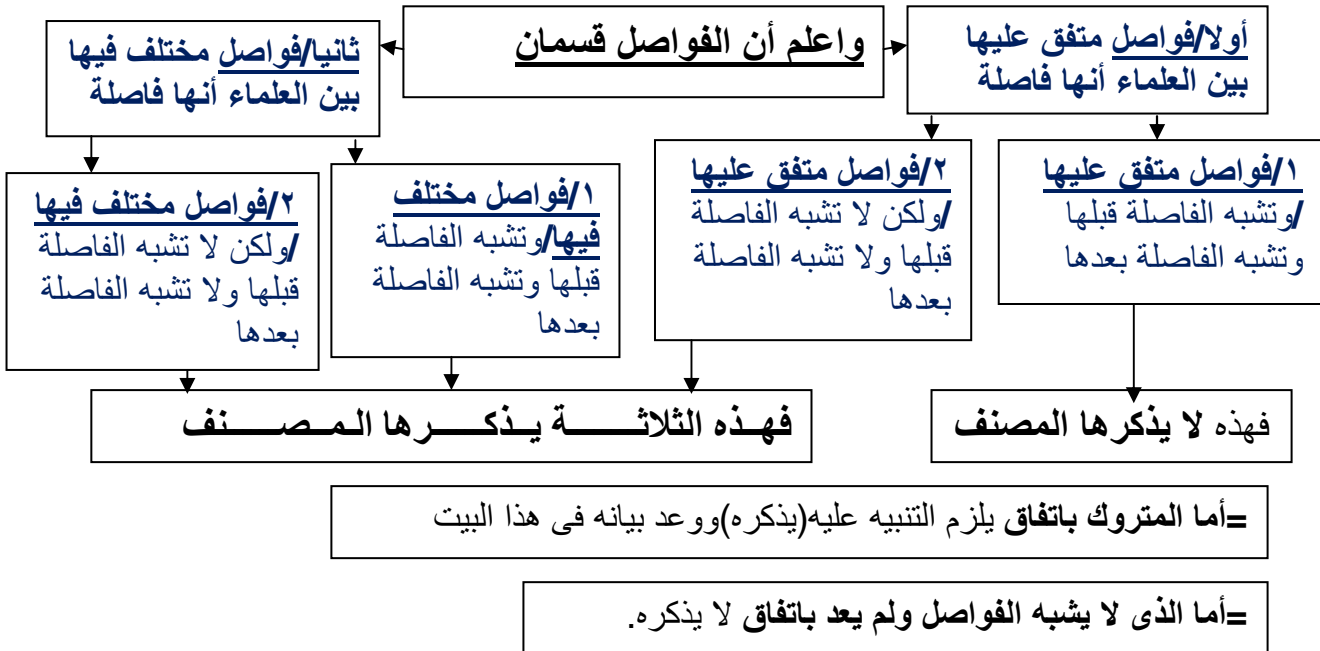 واعلم أن الفواصل قسمان
أولا/فواصل متفق عليها
بين العلماء أنها فاصلة
ثانيا/فواصل مختلف فيها
بين العلماء أنها فاصلة
١/فواصل متفق عليها
/وتشبه الفاصلة قبلها
وتشبه الفاصلة بعدها
٢/فواصل متفق عليها
/ولكن لا تشبه الفاصلة
قبلها ولا تشبه الفاصلة
بعدها
١/فواصل مختلف
فيها/وتشبه الفاصلة
قبلها وتشبه الفاصلة
بعدها
٢/فواصل مختلف فيها
/ولكن لا تشبه الفاصلة
قبلها ولا تشبه الفاصلة
بعدها
فهذه لا يذكرها المصنف
فهـذه الثلاثـــــــة يــذكـــــــرها الـمــصـــــــنف
=أما المتروك باتفاق يلزم التنبيه عليه(يذكره)ووعد بيانه فى هذا البيت
=أما الذى لا يشبه الفواصل ولم يعد باتفاق لا يذكره.